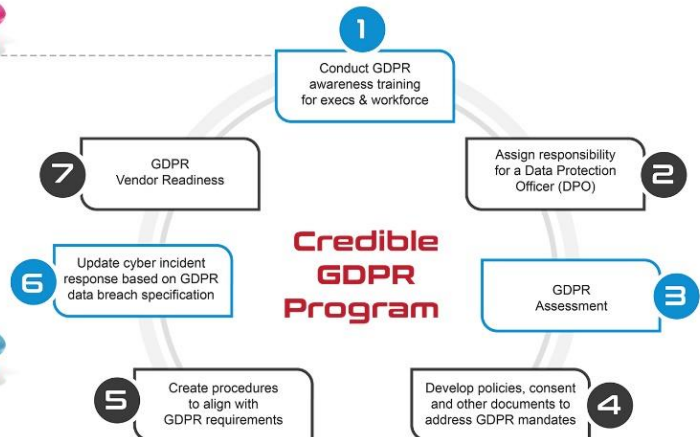 1
Conduct GDPR
awareness training
for execs & workforce
2
Assign responsibility
for a Data Protection
Officer (DPO)
3
GDPR
Assessment
4
Develop policies, consent
and other documents to
address GDPR mandates
5
Create procedures
to align with
GDPR requirements
6
Update cyber incident
response based on GDPR
data breach specification
7
GDPR
Vendor Readiness
Credible
GDPR
Program